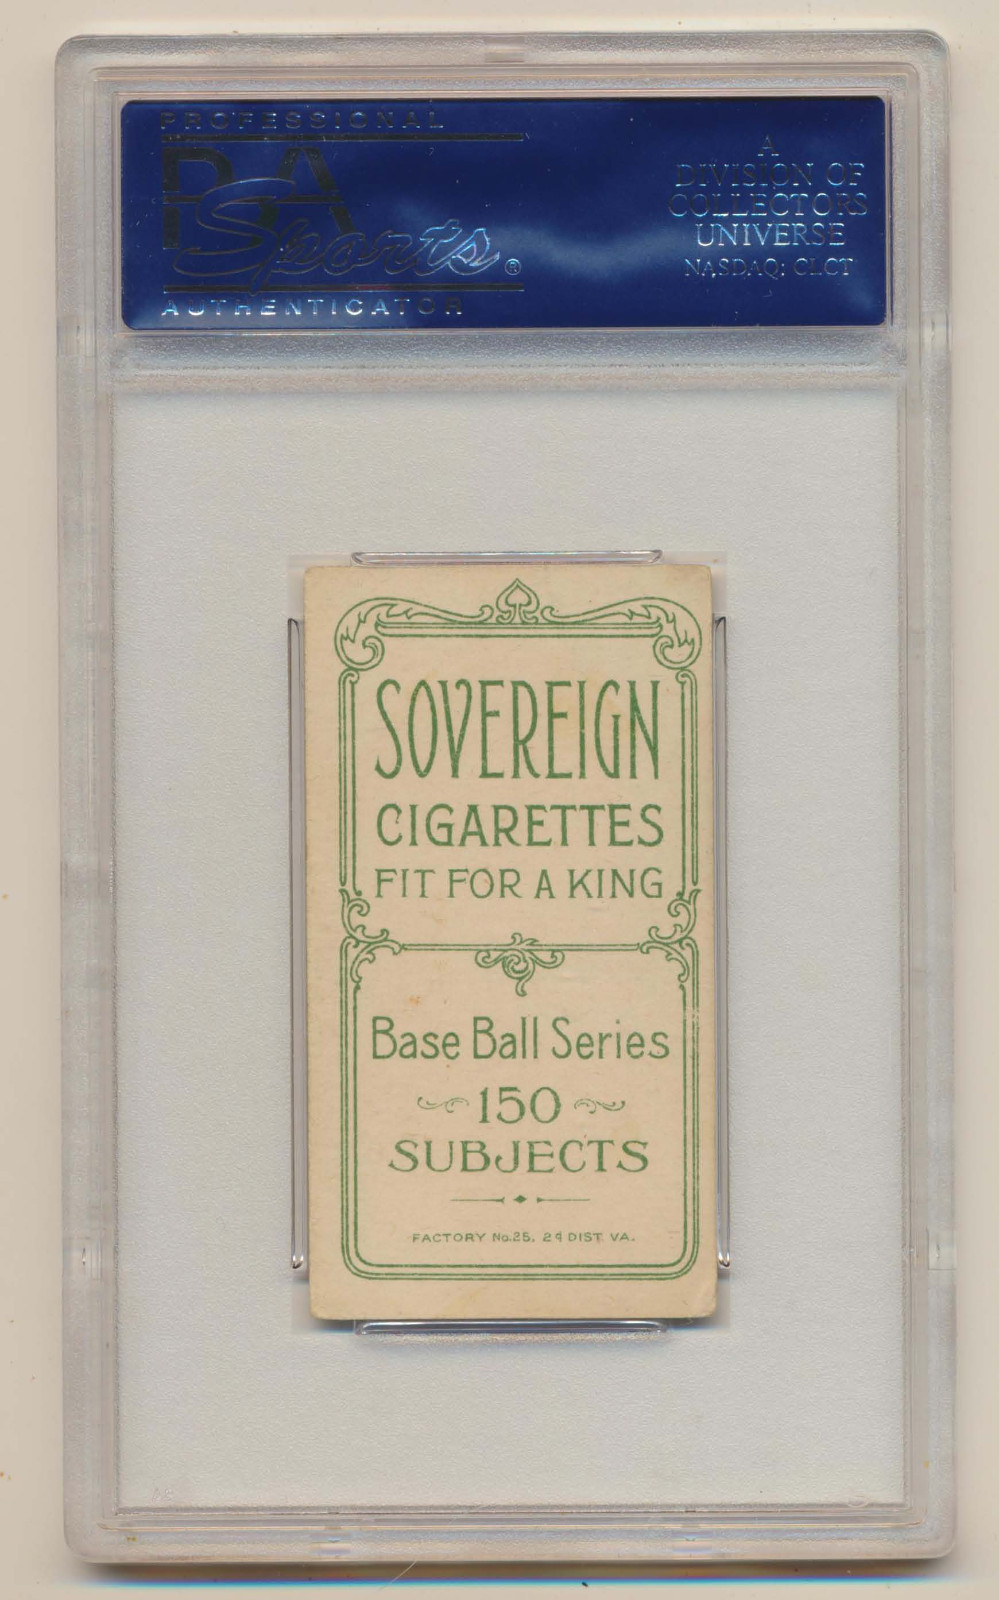 PROFESSIONAL
PSA
Sports®
AUTHENTICATOR
A
DIVISION OF
COLLECTORS
UNIVERSE
NASDAQ: CLCT
SOVEREIGN
CIGARETTES
FIT FOR A KING
Base Ball Series
150
SUBJECTS
FACTORY No. 25, 2d DIST. VA.